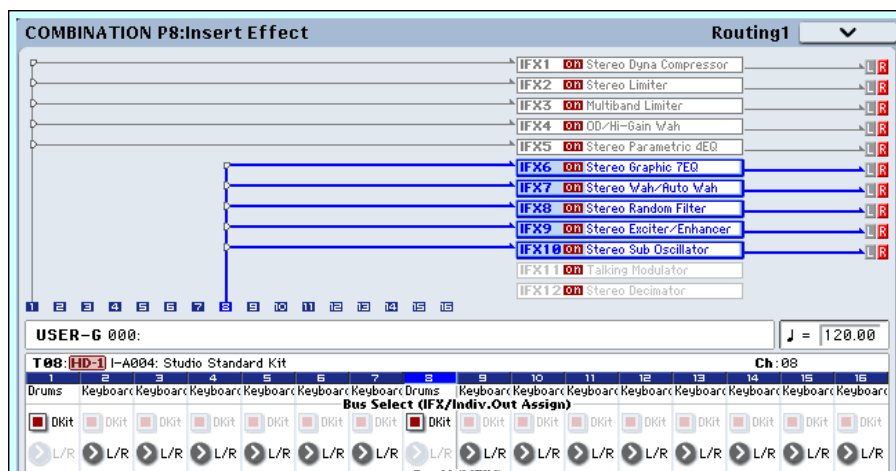 COMBINATION P8:Insert Effect Routing1
IFX1 on Stereo Dyna Compressor L R
IFX2 on Stereo Limiter L R
IFX3 on Multiband Limiter L R
IFX4 on OD/Hi-Gain Wah L R
IFX5 on Stereo Parametric 4EQ L R
IFX6 on Stereo Graphic 7EQ L R
IFX7 on Stereo Wah/Auto Wah L R
IFX8 on Stereo Random Filter L R
IFX9 on Stereo Exciter/Enhancer L R
IFX10 on Stereo Sub Oscillator L R
IFX11 on Talking Modulator
IFX12 on Stereo Decimator
1 2 3 4 5 6 7 8 9 10 11 12 13 14 15 16
USER-G 000: ♩ = 120.00
T08: HD-1 I-A004: Studio Standard Kit Ch:08
1 2 3 4 5 6 7 8 9 10 11 12 13 14 15 16
Drums Keyboard Keyboard Keyboard Keyboard Keyboard Keyboard Drums Keyboard Keyboard Keyboard Keyboard Keyboard Keyboard Keyboard Keyboard
Bus Select (IFX/Indiv.Out Assign)
DKit DKit DKit DKit DKit DKit DKit DKit DKit DKit DKit DKit DKit DKit DKit DKit
L/R L/R L/R L/R L/R L/R L/R L/R L/R L/R L/R L/R L/R L/R L/R L/R